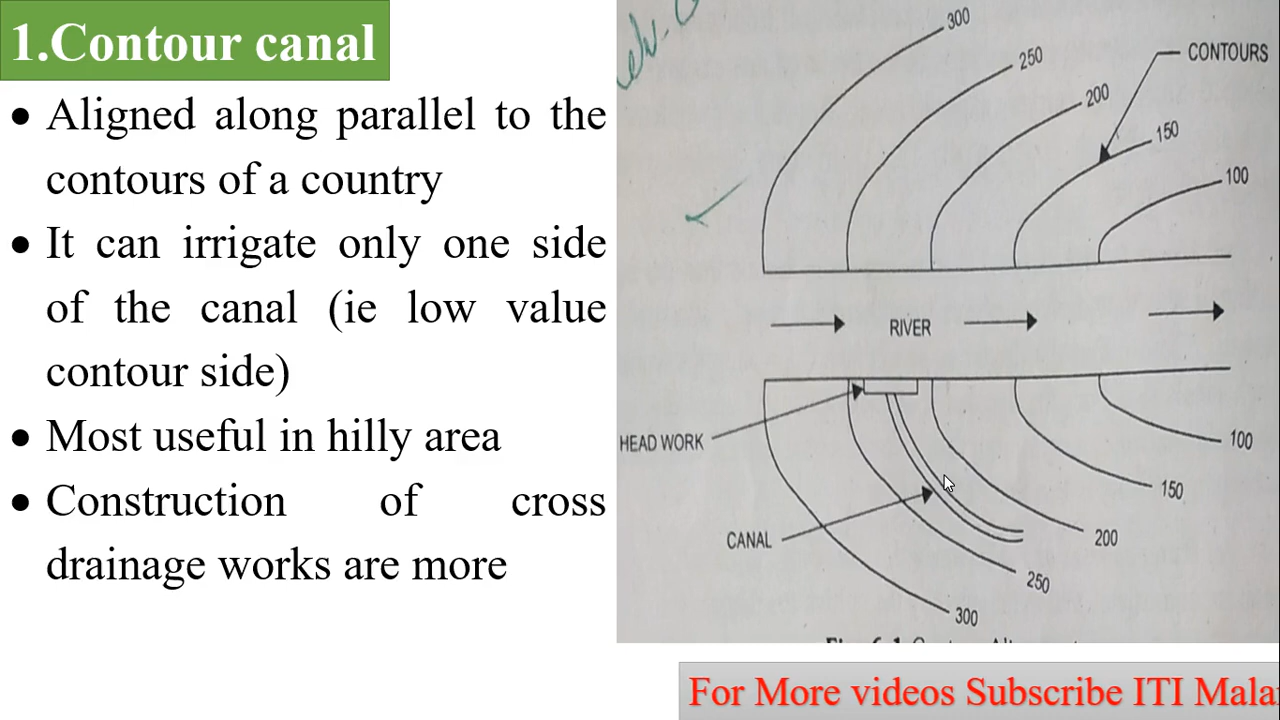 1.Contour canal
• Aligned along parallel to the
contours of a country
• It can irrigate only one side
of the canal (ie low value
contour side)
• Most useful in hilly area
• Construction of cross
drainage works are more
300
250
CONTOURS
200
150
100
RIVER
HEAD WORK
100
150
CANAL
200
250
300
For More videos Subscribe ITI Mala